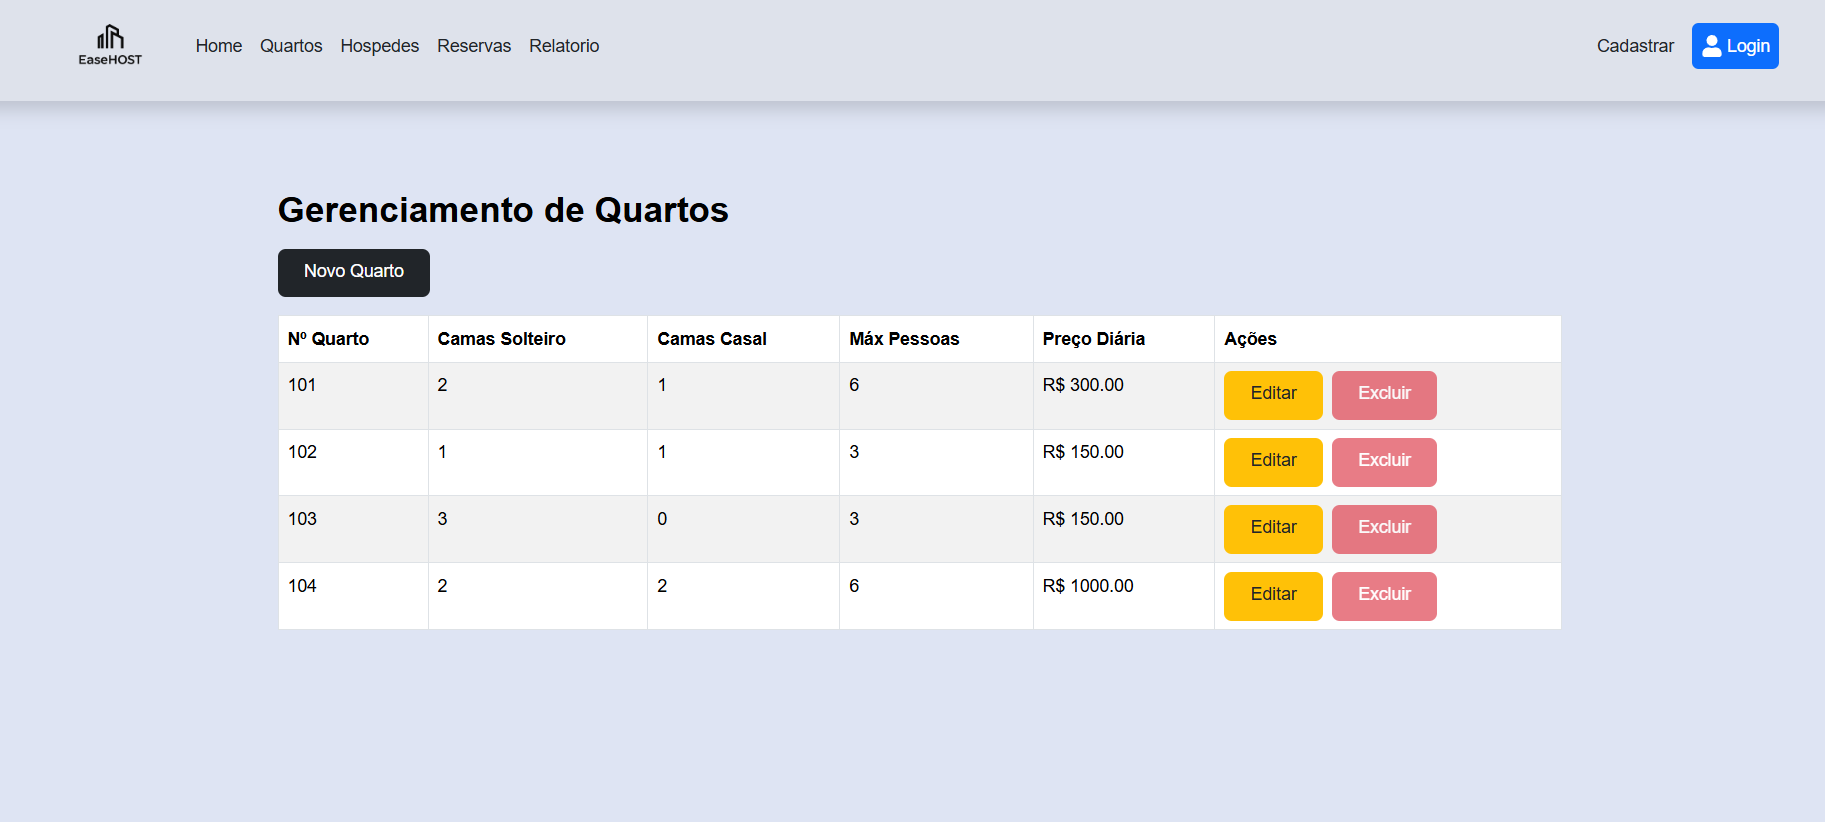 EaseHOST Home Quartos Hospedes Reservas Relatorio Cadastrar Login
Gerenciamento de Quartos
Novo Quarto
Nº Quarto Camas Solteiro Camas Casal Máx Pessoas Preço Diária Ações
101 2 1 6 R$ 300.00 Editar Excluir
102 1 1 3 R$ 150.00 Editar Excluir
103 3 0 3 R$ 150.00 Editar Excluir
104 2 2 6 R$ 1000.00 Editar Excluir